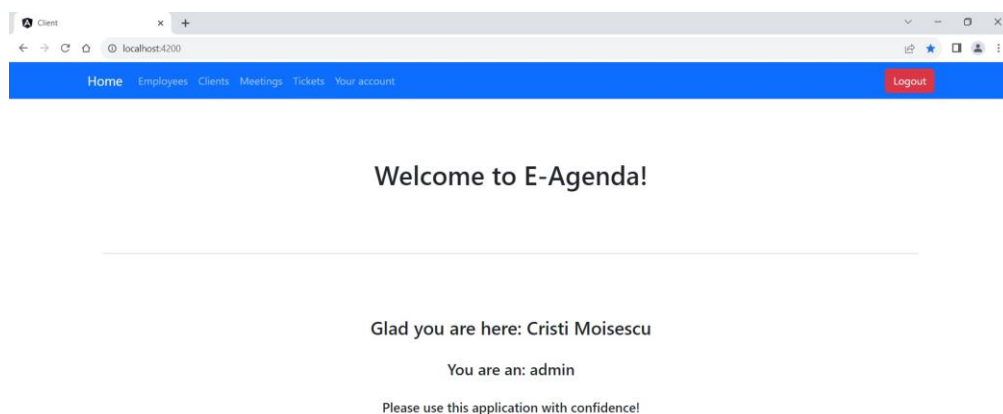 Client
localhost:4200
Home Employees Clients Meetings Tickets Your account Logout
Welcome to E-Agenda!
Glad you are here: Cristi Moisescu
You are an: admin
Please use this application with confidence!